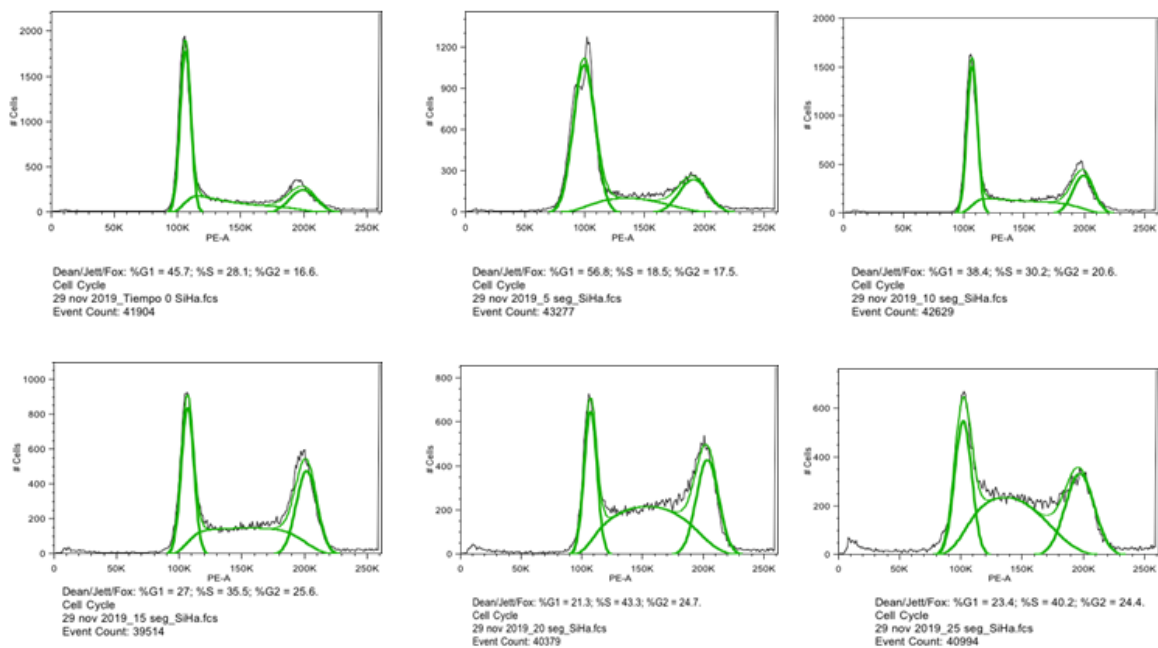 2000
1500
1000
500
0
# Cells
0 50K 100K 150K 200K 250K
PE-A
Dean/Jett/Fox: %G1 = 45.7; %S = 28.1; %G2 = 16.6.
Cell Cycle
29 nov 2019_Tiempo 0 SiHa.fcs
Event Count: 41904
1200
900
600
300
0
# Cells
0 50K 100K 150K 200K 250K
PE-A
Dean/Jett/Fox: %G1 = 56.8; %S = 18.5; %G2 = 17.5.
Cell Cycle
29 nov 2019_5 seg_SiHa.fcs
Event Count: 43277
2000
1500
1000
500
0
# Cells
0 50K 100K 150K 200K 250K
PE-A
Dean/Jett/Fox: %G1 = 38.4; %S = 30.2; %G2 = 20.6.
Cell Cycle
29 nov 2019_10 seg_SiHa.fcs
Event Count: 42629
1000
800
600
400
200
0
# Cells
0 50K 100K 150K 200K 250K
PE-A
Dean/Jett/Fox: %G1 = 27; %S = 35.5; %G2 = 25.6.
Cell Cycle
29 nov 2019_15 seg_SiHa.fcs
Event Count: 39514
800
600
400
200
0
# Cells
0 50K 100K 150K 200K 250K
PE-A
Dean/Jett/Fox: %G1 = 21.3; %S = 43.3; %G2 = 24.7.
Cell Cycle
29 nov 2019_20 seg_SiHa.fcs
Event Count: 40379
600
400
200
0
# Cells
0 50K 100K 150K 200K 250K
PE-A
Dean/Jett/Fox: %G1 = 23.4; %S = 40.2; %G2 = 24.4.
Cell Cycle
29 nov 2019_25 seg_SiHa.fcs
Event Count: 40994